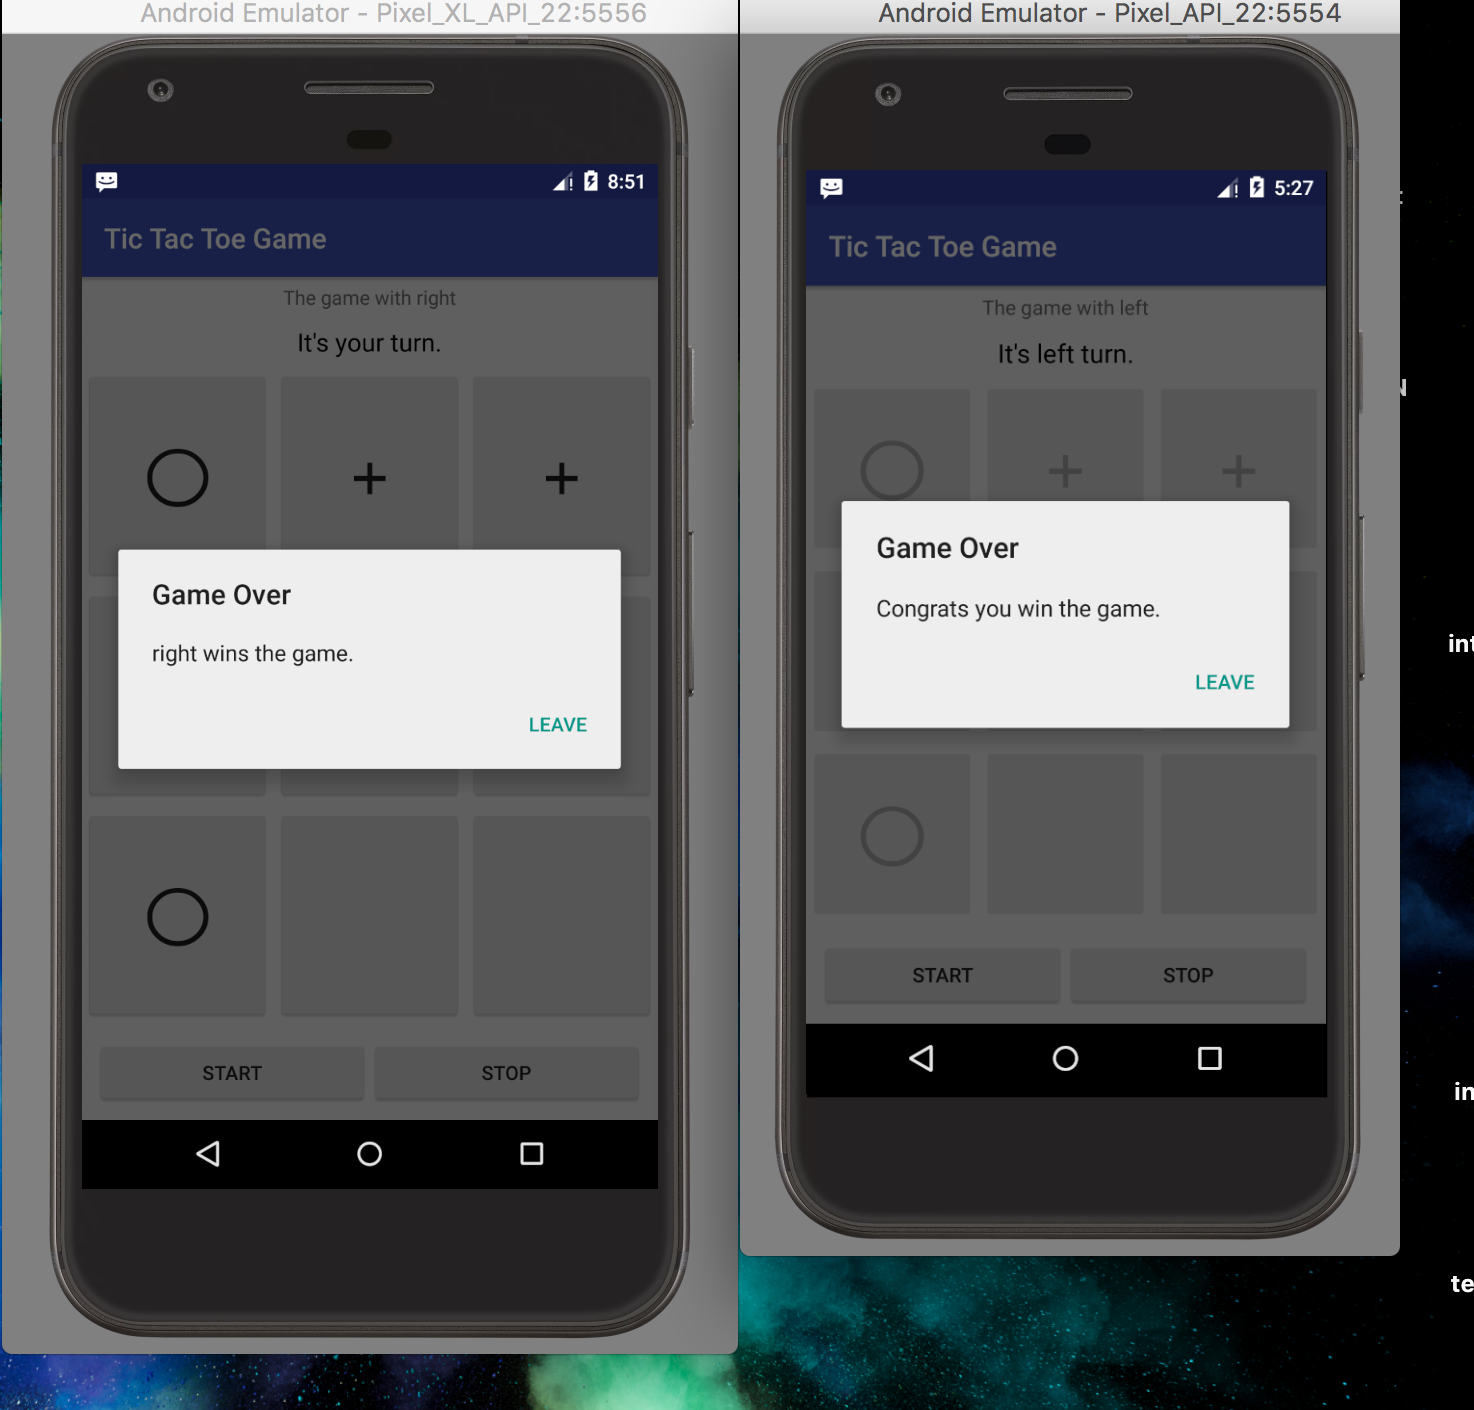 Android Emulator - Pixel_XL_API_22:5556
8:51
Tic Tac Toe Game
The game with right
It's your turn.
Game Over
right wins the game.
LEAVE
START
STOP
Android Emulator - Pixel_API_22:5554
5:27
Tic Tac Toe Game
The game with left
It's left turn.
Game Over
Congrats you win the game.
LEAVE
START
STOP
int
in
te